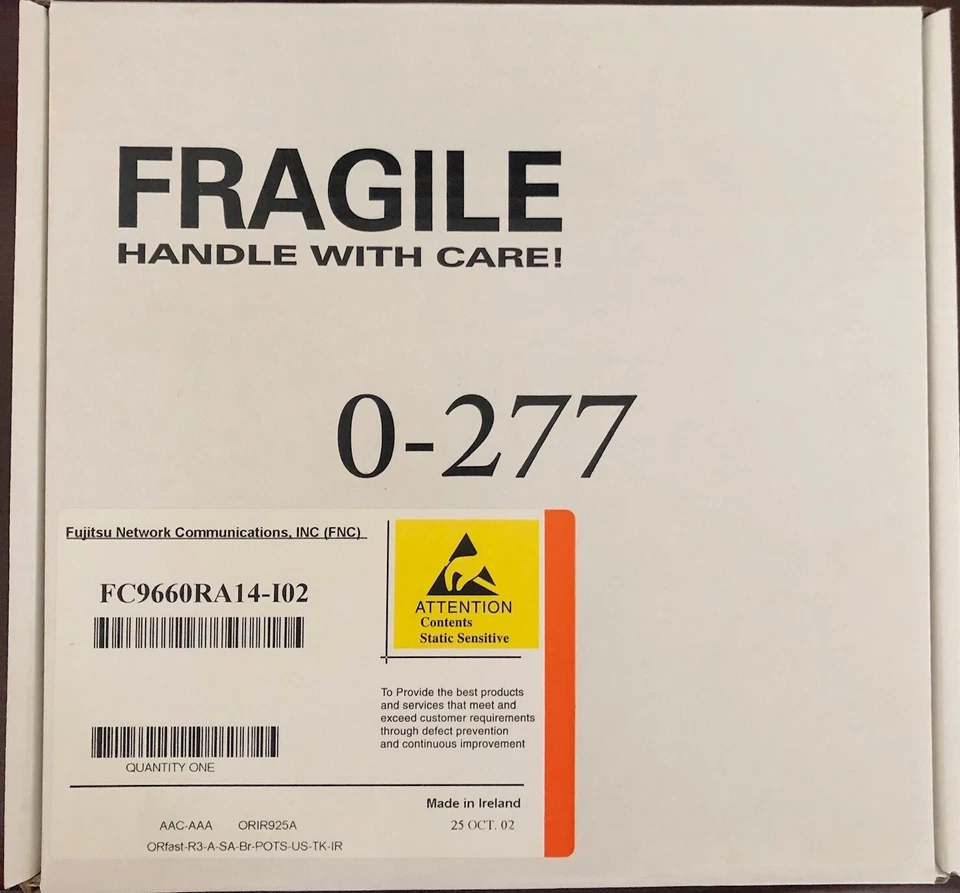 FRAGILE
HANDLE WITH CARE!
0-277
Fujitsu Network Communications, INC (FNC)
FC9660RA14-I02
QUANTITY ONE
AAC-AAA ORIR925A
ORfast-R3-A-SA-Br-POTS-US-TK-IR
ATTENTION
Contents
Static Sensitive
To Provide the best products
and services that meet and
exceed customer requirements
through defect prevention
and continuous improvement
Made in Ireland
25 OCT. 02